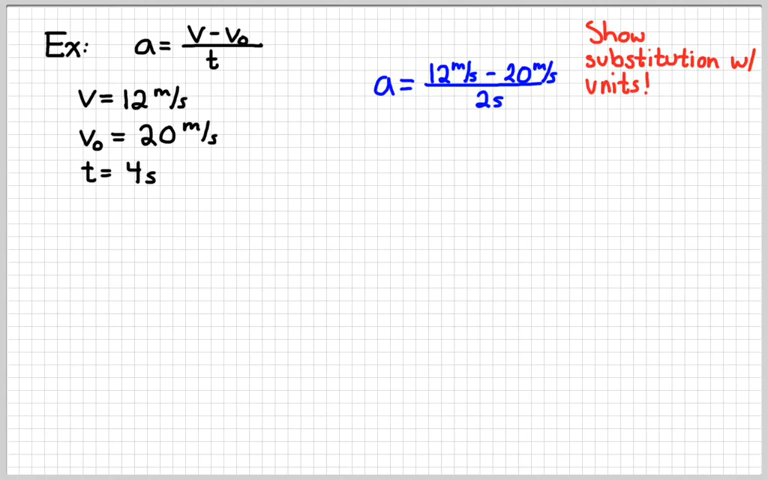 Ex: a = (v - v₀) / t
v = 12 m/s
v₀ = 20 m/s
t = 4s
a = (12 m/s - 20 m/s) / 2s
Show
substitution w/
units!